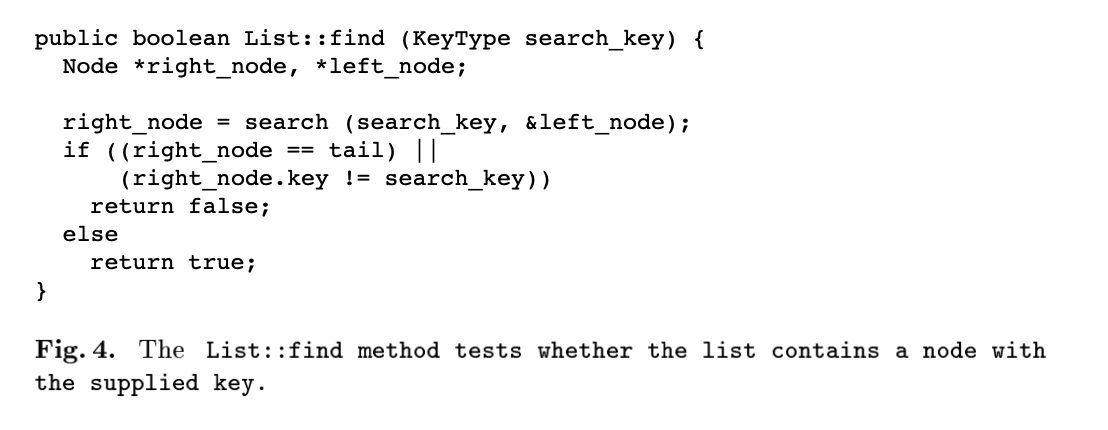 public boolean List::find (KeyType search_key) {
  Node *right_node, *left_node;

  right_node = search (search_key, &left_node);
  if ((right_node == tail) ||
      (right_node.key != search_key))
    return false;
  else
    return true;
}
Fig. 4. The List::find method tests whether the list contains a node with
the supplied key.